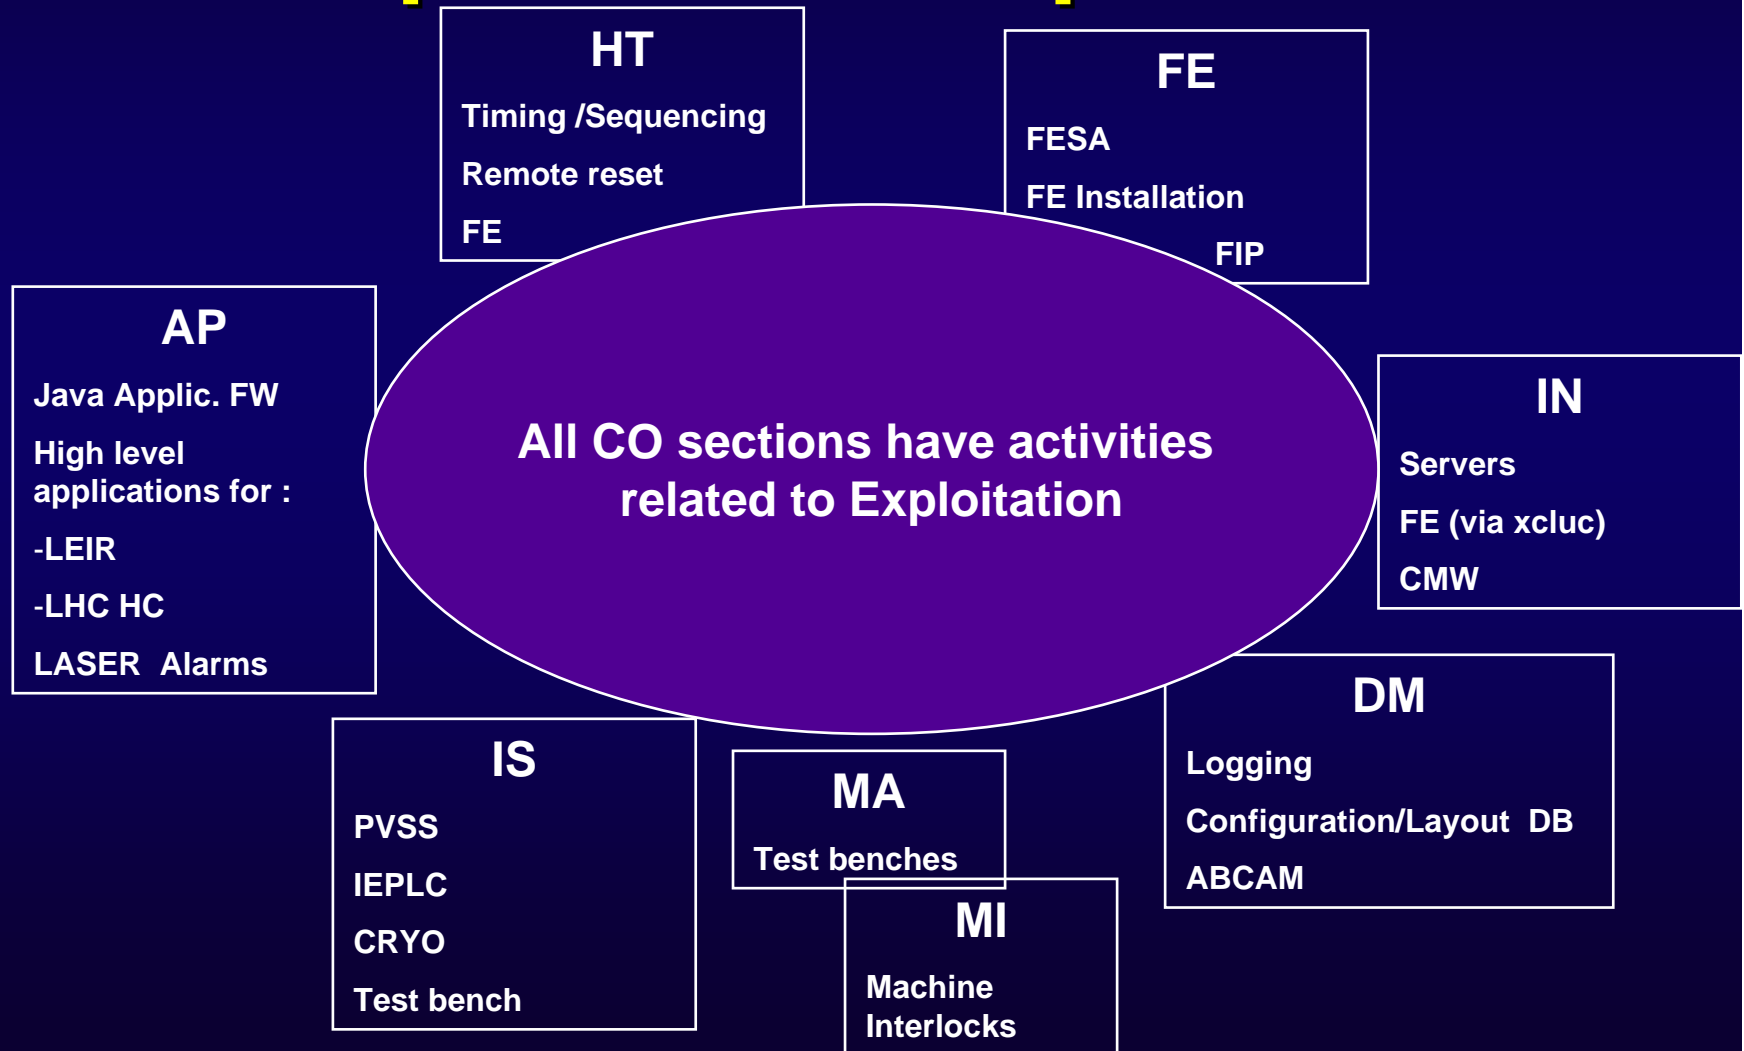 HT
Timing /Sequencing
Remote reset
FE
FE
FESA
FE Installation
FIP
AP
Java Applic. FW
High level
applications for :
-LEIR
-LHC HC
LASER  Alarms
All CO sections have activities
related to Exploitation
IN
Servers
FE (via xcluc)
CMW
DM
Logging
Configuration/Layout  DB
ABCAM
IS
PVSS
IEPLC
CRYO
Test bench
MA
Test benches
MI
Machine
Interlocks